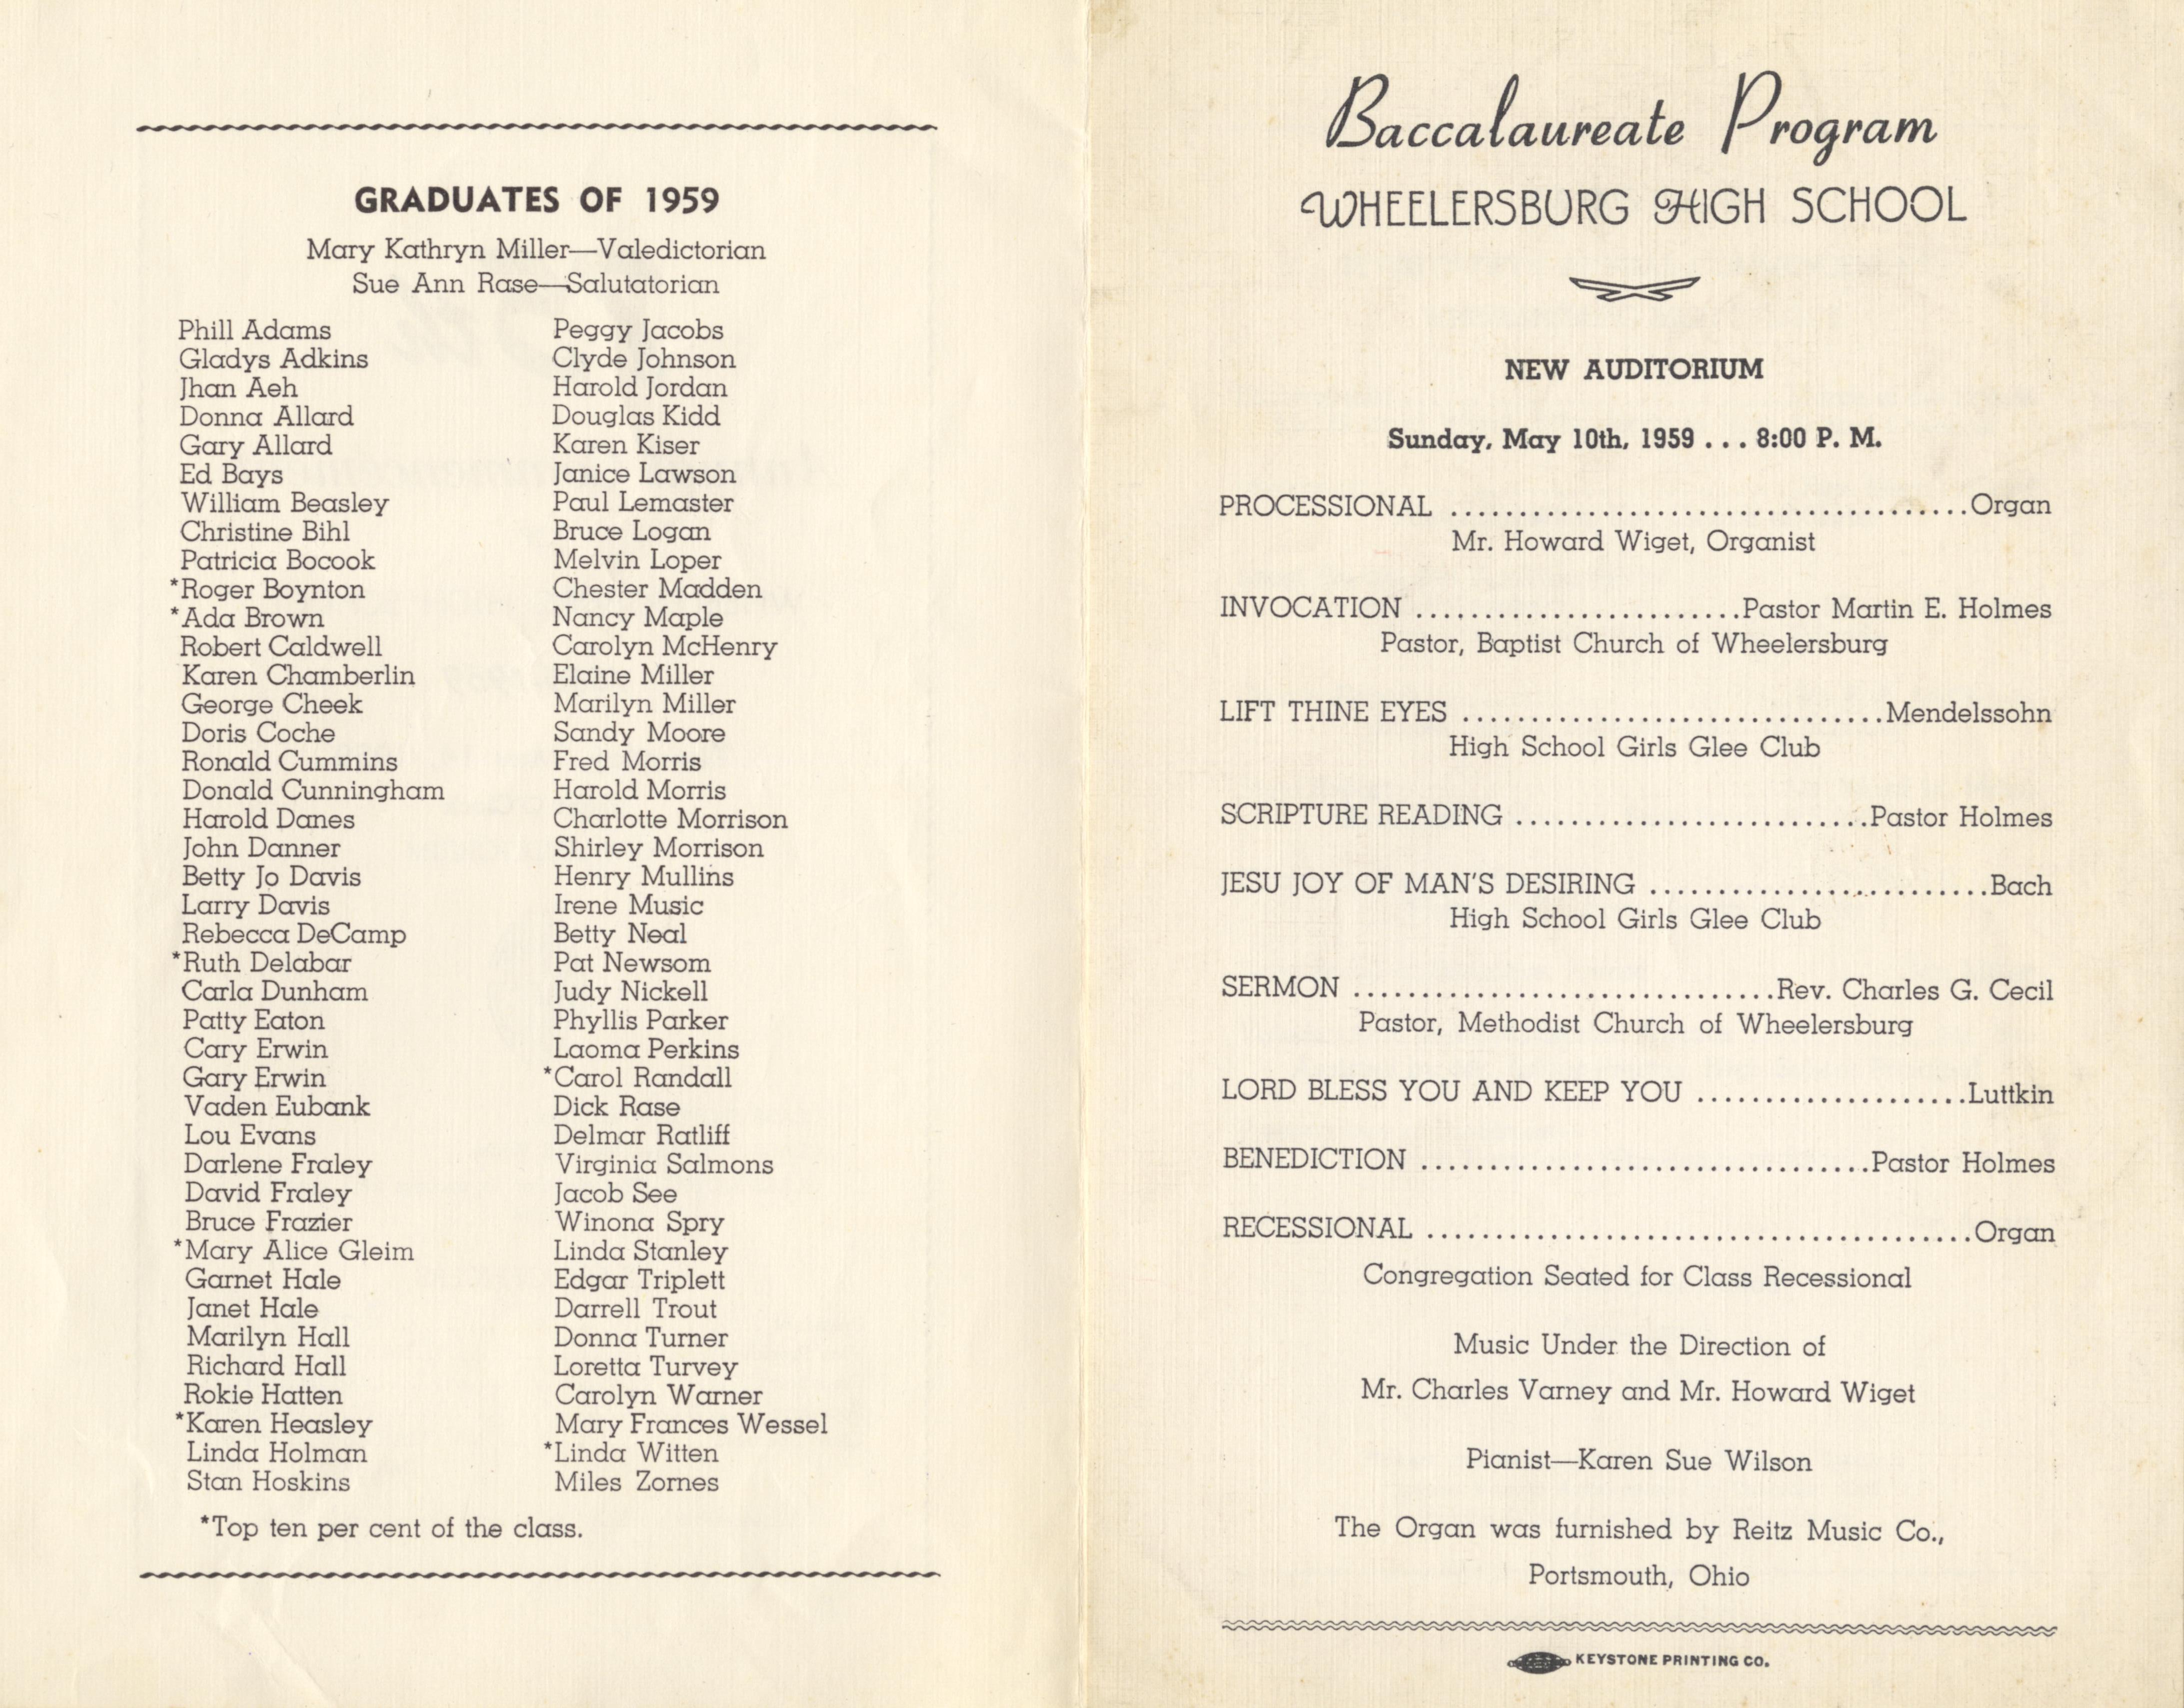 GRADUATES OF 1959
Mary Kathryn Miller—Valedictorian
Sue Ann Rase—Salutatorian
Phill Adams
Gladys Adkins
Jhan Aeh
Donna Allard
Gary Allard
Ed Bays
William Beasley
Christine Bihl
Patricia Bocook
*Roger Boynton
*Ada Brown
Robert Caldwell
Karen Chamberlin
George Cheek
Doris Coche
Ronald Cummins
Donald Cunningham
Harold Danes
John Danner
Betty Jo Davis
Larry Davis
Rebecca DeCamp
*Ruth Delabar
Carla Dunham
Patty Eaton
Cary Erwin
Gary Erwin
Vaden Eubank
Lou Evans
Darlene Fraley
David Fraley
Bruce Frazier
*Mary Alice Gleim
Garnet Hale
Janet Hale
Marilyn Hall
Richard Hall
Rokie Hatten
*Karen Heasley
Linda Holman
Stan Hoskins
Peggy Jacobs
Clyde Johnson
Harold Jordan
Douglas Kidd
Karen Kiser
Janice Lawson
Paul Lemaster
Bruce Logan
Melvin Loper
Chester Madden
Nancy Maple
Carolyn McHenry
Elaine Miller
Marilyn Miller
Sandy Moore
Fred Morris
Harold Morris
Charlotte Morrison
Shirley Morrison
Henry Mullins
Irene Music
Betty Neal
Pat Newsom
Judy Nickell
Phyllis Parker
Laoma Perkins
*Carol Randall
Dick Rase
Delmar Ratliff
Virginia Salmons
Jacob See
Winona Spry
Linda Stanley
Edgar Triplett
Darrell Trout
Donna Turner
Loretta Turvey
Carolyn Warner
Mary Frances Wessel
*Linda Witten
Miles Zornes
*Top ten per cent of the class.
Baccalaureate Program
WHEELERSBURG HIGH SCHOOL
NEW AUDITORIUM
Sunday, May 10th, 1959 . . . 8:00 P. M.
PROCESSIONAL ......................................Organ
Mr. Howard Wiget, Organist
INVOCATION ........................Pastor Martin E. Holmes
Pastor, Baptist Church of Wheelersburg
LIFT THINE EYES ...............................Mendelssohn
High School Girls Glee Club
SCRIPTURE READING ..........................Pastor Holmes
JESU JOY OF MAN'S DESIRING .........................Bach
High School Girls Glee Club
SERMON ...............................Rev. Charles G. Cecil
Pastor, Methodist Church of Wheelersburg
LORD BLESS YOU AND KEEP YOU ....................Luttkin
BENEDICTION .................................Pastor Holmes
RECESSIONAL ........................................Organ
Congregation Seated for Class Recessional
Music Under the Direction of
Mr. Charles Varney and Mr. Howard Wiget
Pianist—Karen Sue Wilson
The Organ was furnished by Reitz Music Co.,
Portsmouth, Ohio
KEYSTONE PRINTING CO.